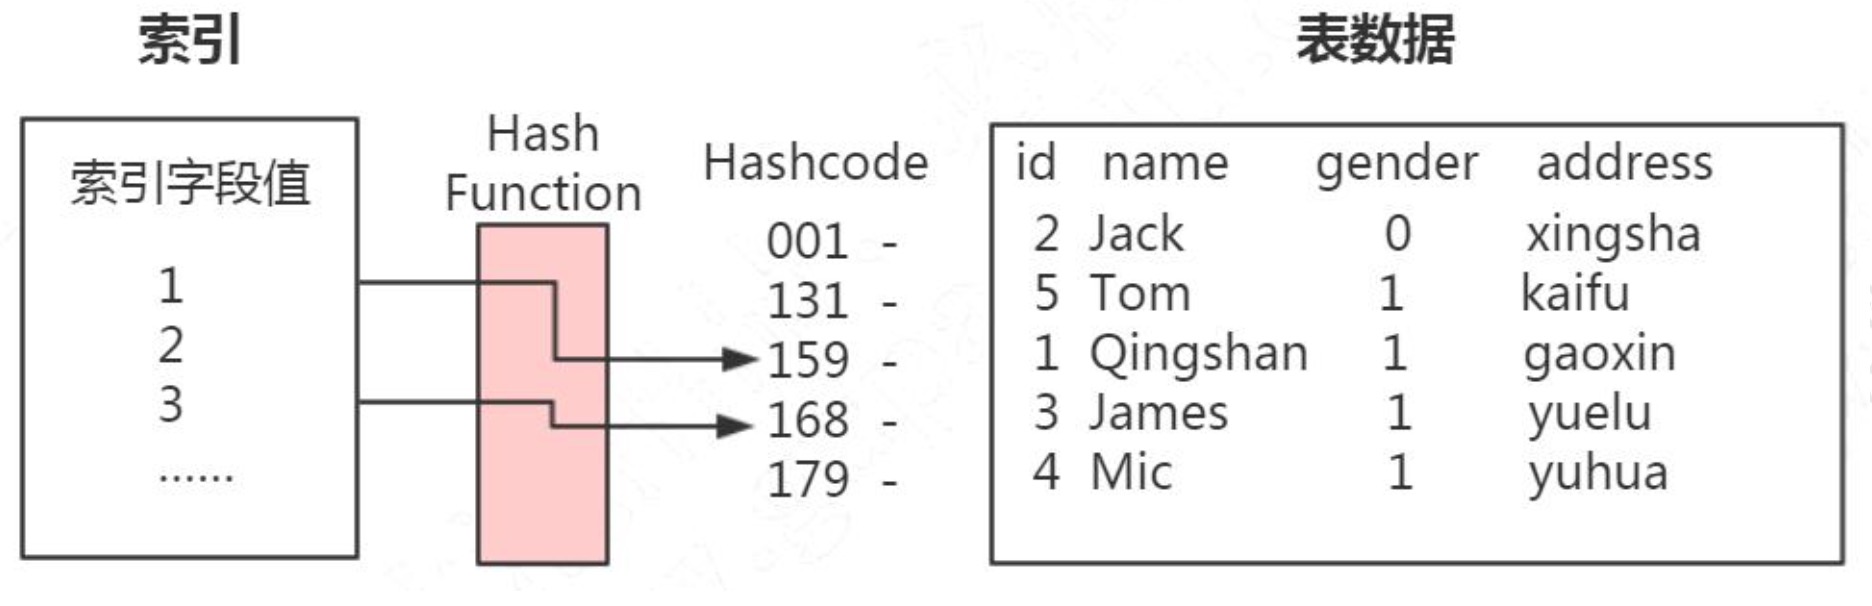 索引
表数据
索引字段值
1
2
3
......
Hash
Function
Hashcode
001 -
131 -
159 -
168 -
179 -
id name gender address
2 Jack 0 xingsha
5 Tom 1 kaifu
1 Qingshan 1 gaoxin
3 James 1 yuelu
4 Mic 1 yuhua